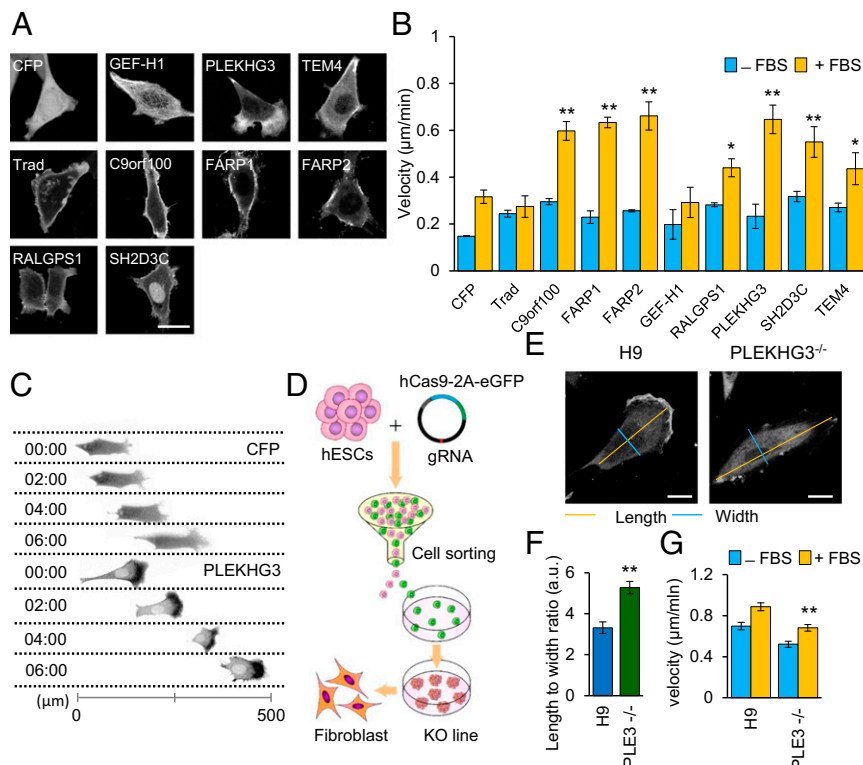 A
CFP
GEF-H1
PLEKHG3
TEM4
Trad
C9orf100
FARP1
FARP2
RALGPS1
SH2D3C
B
– FBS
+ FBS
Velocity (μm/min)
1
0.8
0.6
0.4
0.2
0
**
**
**
*
**
**
*
CFP
Trad
C9orf100
FARP1
FARP2
GEF-H1
RALGPS1
PLEKHG3
SH2D3C
TEM4
C
00:00
CFP
02:00
04:00
06:00
00:00
PLEKHG3
02:00
04:00
06:00
(μm)
0
500
D
hCas9-2A-eGFP
+
hESCs
gRNA
Cell sorting
Fibroblast
KO line
E
H9
PLEKHG3-/-
Length
Width
F
Length to width ratio (a.u.)
8
6
4
2
0
**
H9
PLE3 -/-
G
– FBS
+ FBS
velocity (μm/mln)
1.2
0.8
0.4
0
**
H9
PLE3 -/-